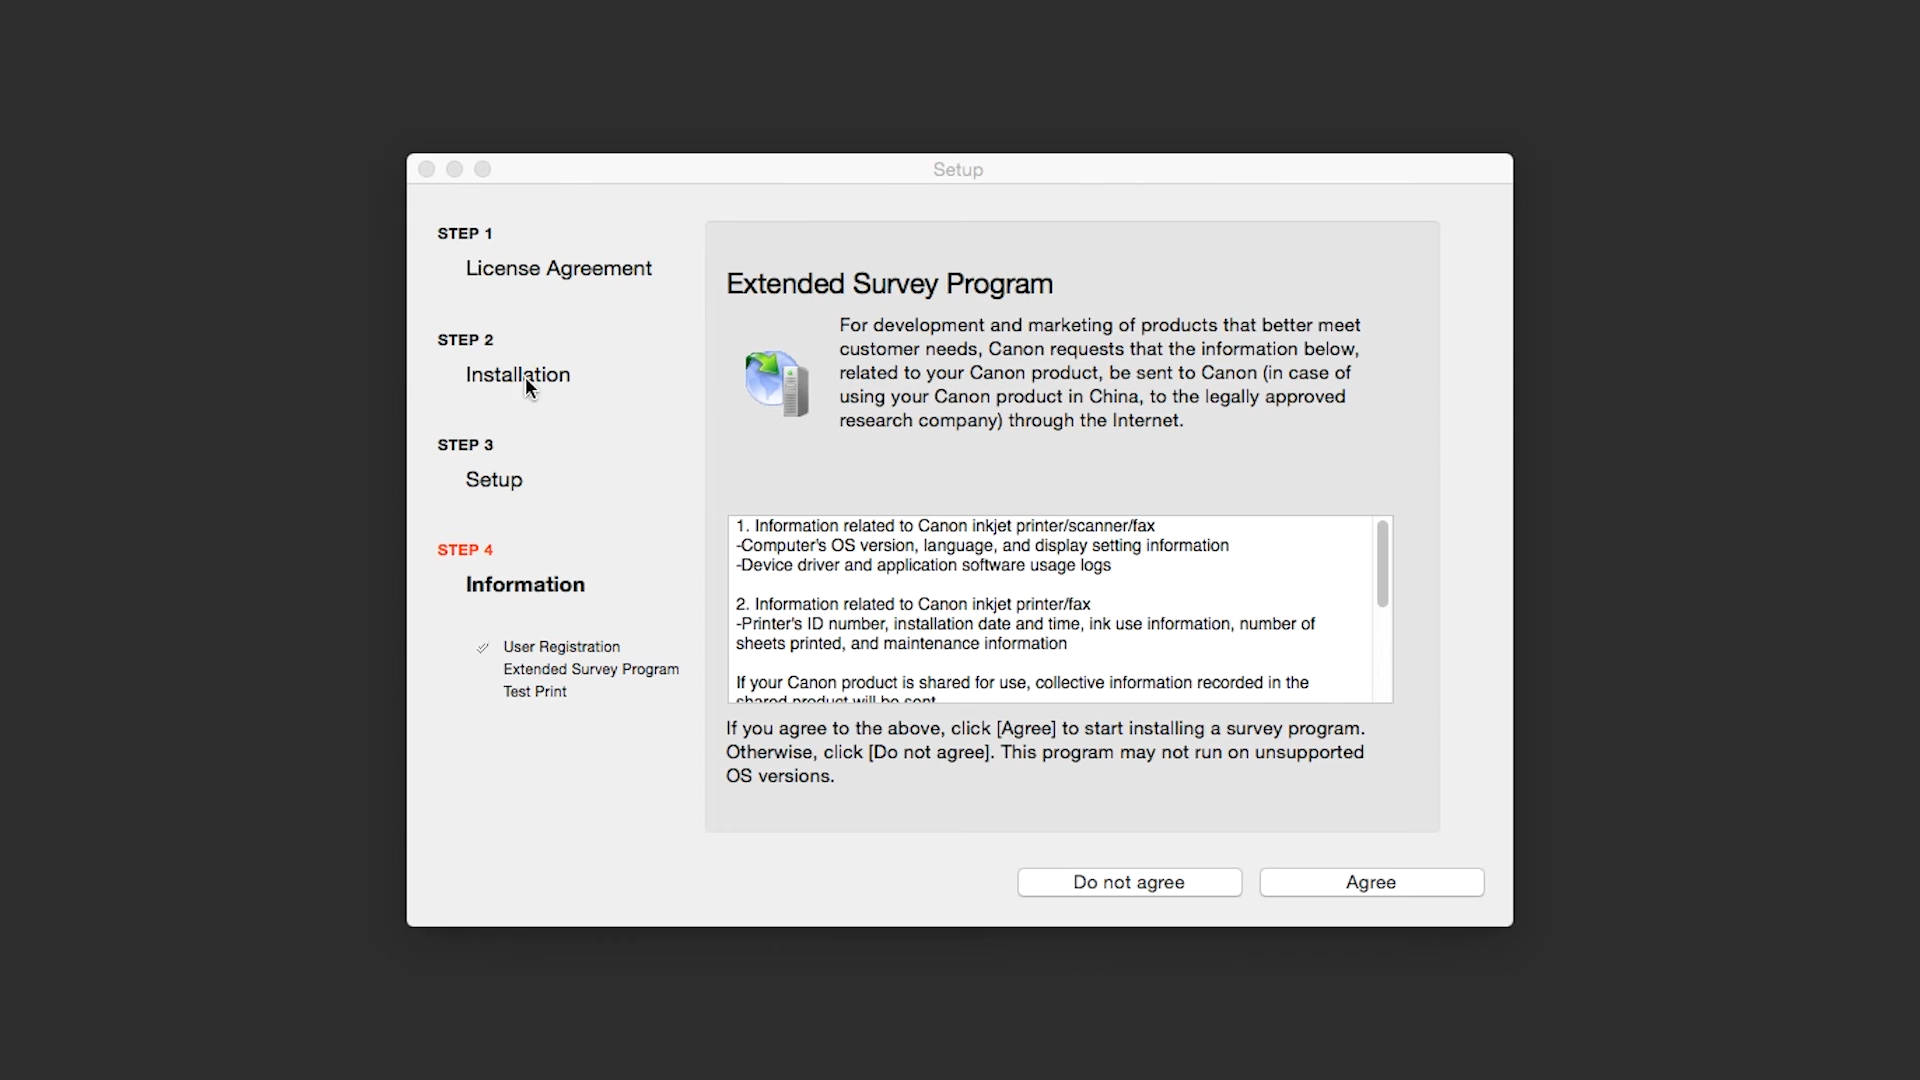 Setup
STEP 1
License Agreement
STEP 2
Installation
STEP 3
Setup
STEP 4
Information
User Registration
Extended Survey Program
Test Print
Extended Survey Program
For development and marketing of products that better meet
customer needs, Canon requests that the information below,
related to your Canon product, be sent to Canon (in case of
using your Canon product in China, to the legally approved
research company) through the Internet.
1. Information related to Canon inkjet printer/scanner/fax
-Computer's OS version, language, and display setting information
-Device driver and application software usage logs
2. Information related to Canon inkjet printer/fax
-Printer's ID number, installation date and time, ink use information, number of
sheets printed, and maintenance information
If your Canon product is shared for use, collective information recorded in the
shared product will be sent.
If you agree to the above, click [Agree] to start installing a survey program.
Otherwise, click [Do not agree]. This program may not run on unsupported
OS versions.
Do not agree
Agree